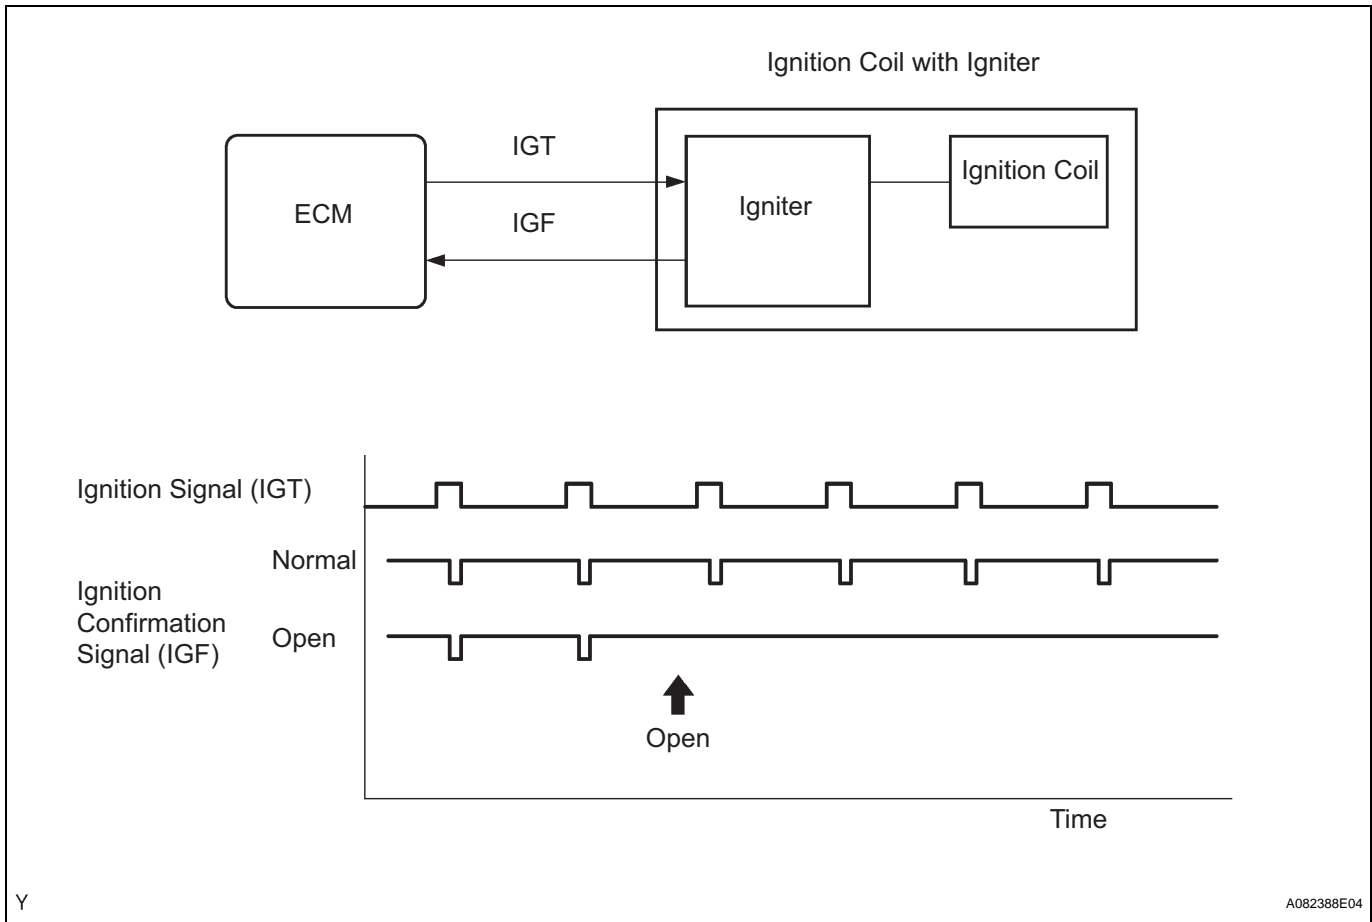 Ignition Coil with Igniter
IGT
Ignition Coil
ECM
Igniter
IGF
Ignition Signal (IGT)
Normal
Ignition
Confirmation
Signal (IGF)
Open
Open
Time
Y
A082388E04